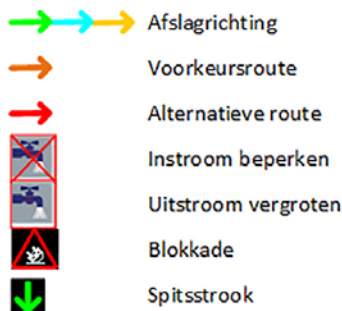 Afslagrichting
Voorkeursroute
Alternatieve route
Instroom beperken
Uitstroom vergroten
Blokkade
Spitsstrook